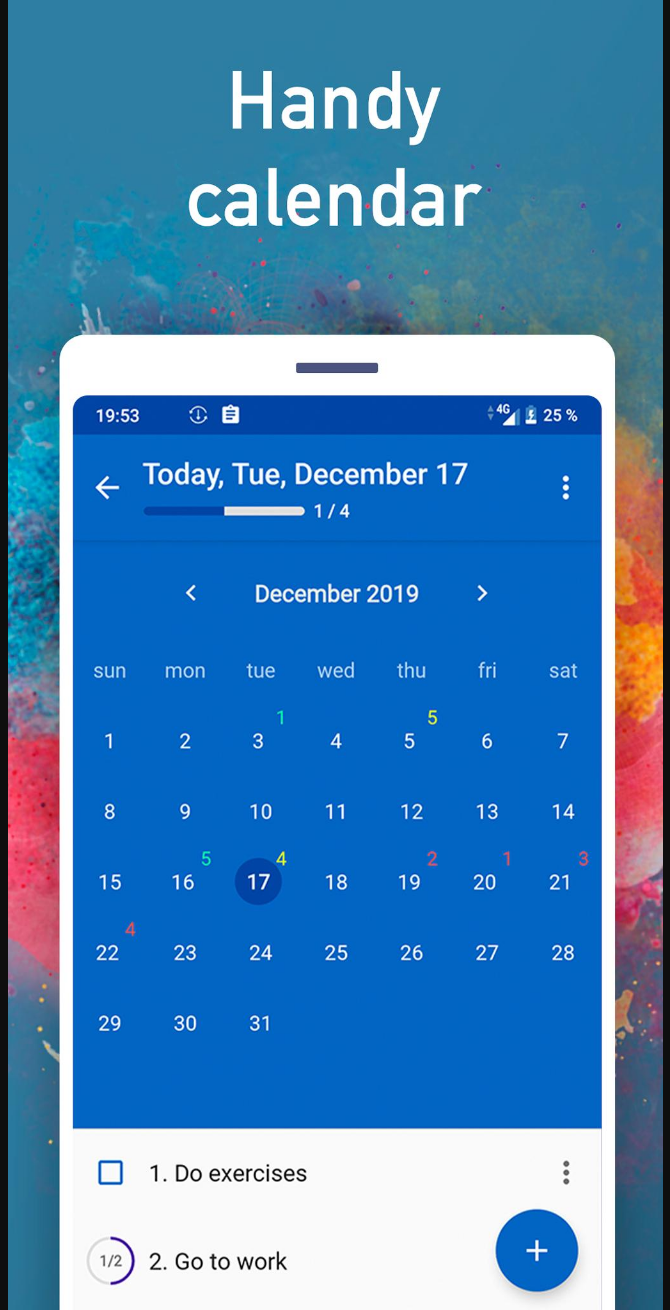 Handy
calendar
19:53 4G 25 %
Today, Tue, December 17
1 / 4
December 2019
sun mon tue wed thu fri sat
1 5
1 2 3 4 5 6 7
8 9 10 11 12 13 14
5 4 2 1 3
15 16 17 18 19 20 21
4
22 23 24 25 26 27 28
29 30 31
1. Do exercises
1/2 2. Go to work
+